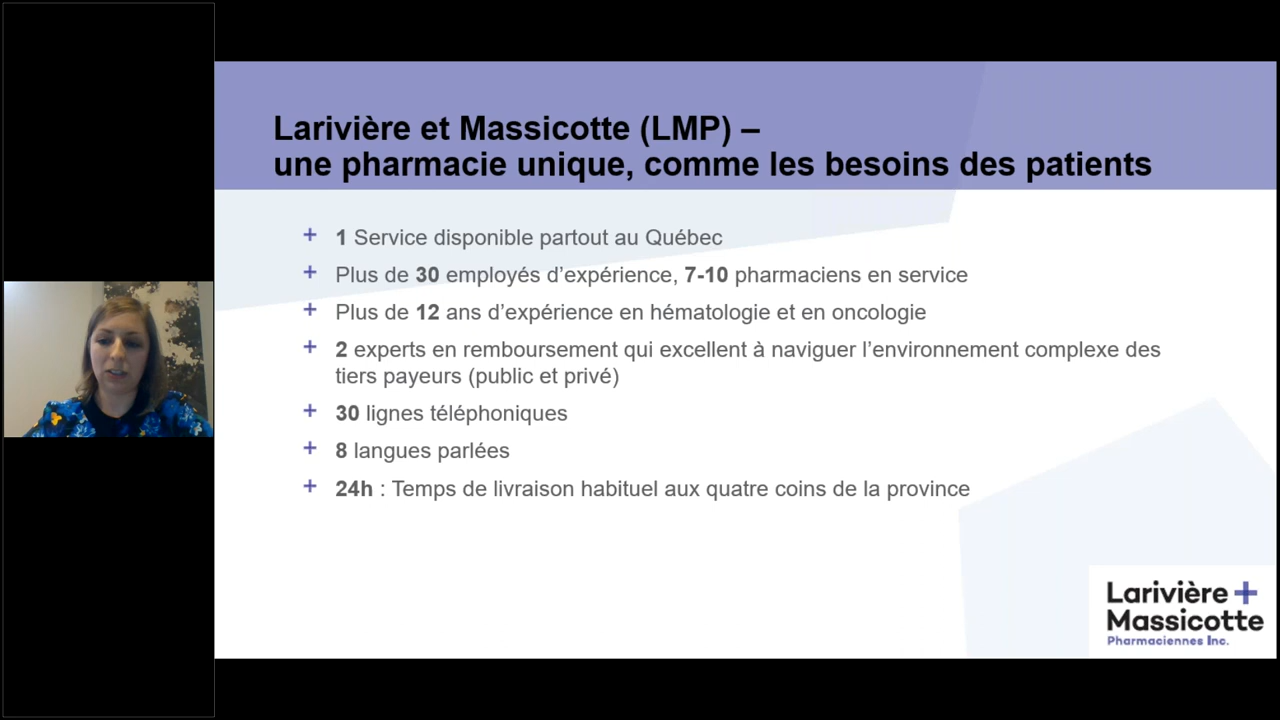 Larivière et Massicotte (LMP) –
une pharmacie unique, comme les besoins des patients
+ 1 Service disponible partout au Québec
+ Plus de 30 employés d’expérience, 7-10 pharmaciens en service
+ Plus de 12 ans d’expérience en hématologie et en oncologie
+ 2 experts en remboursement qui excellent à naviguer l’environnement complexe des
tiers payeurs (public et privé)
+ 30 lignes téléphoniques
+ 8 langues parlées
+ 24h : Temps de livraison habituel aux quatre coins de la province
Larivière +
Massicotte
Pharmaciennes Inc.